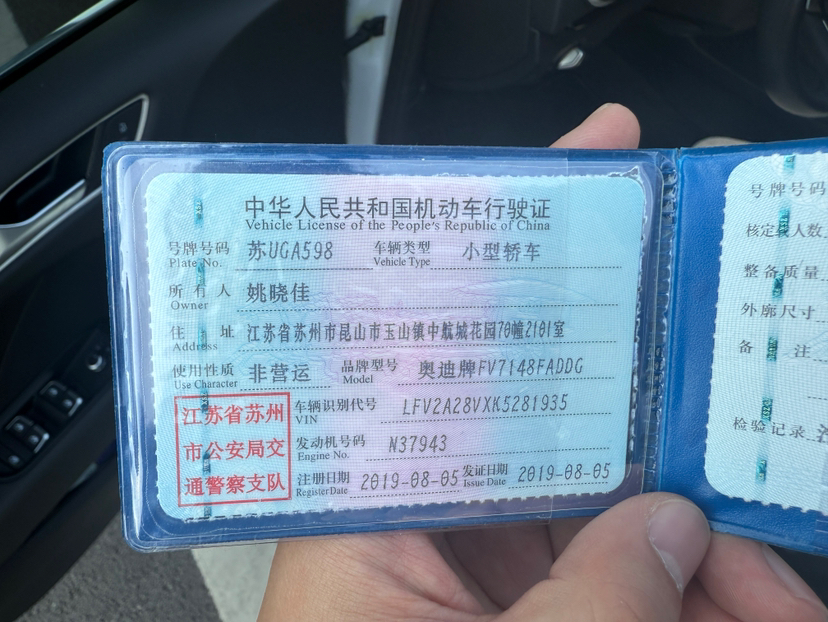 中华人民共和国机动车行驶证
Vehicle License of the People's Republic of China
号牌号码 苏UGA598 车辆类型 小型轿车
Plate No. Vehicle Type
所有人 姚晓佳
Owner
住址 江苏省苏州市昆山市玉山镇中航城花园70幢2101室
Address
使用性质 非营运 品牌型号 奥迪牌FV7148FADDG
Use Character Model
江苏省苏州
市公安局交
通警察支队
车辆识别代号 LFV2A28VXK5281935
VIN
发动机号码 N37943
Engine No.
注册日期 2019-08-05 发证日期 2019-08-05
Register Date Issue Date
号牌号码
核定载人数
整备质量
外廓尺寸
备注
检验记录